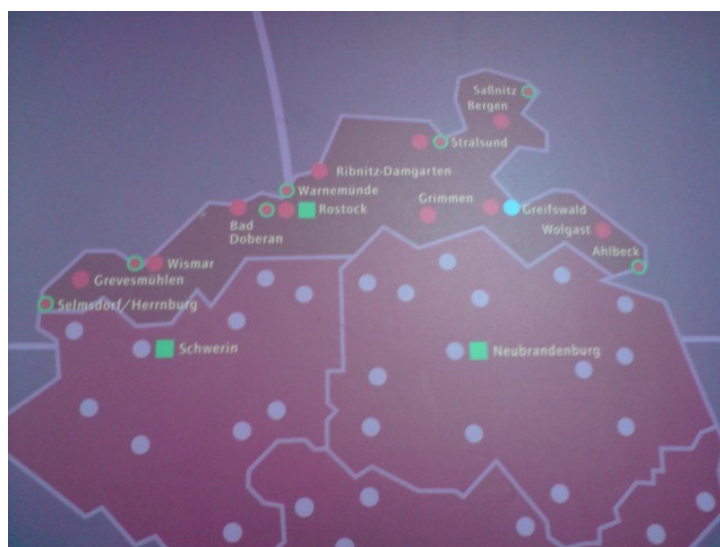 Saßnitz
Bergen
Stralsund
Ribnitz-Damgarten
Warnemünde
Grimmen
Rostock
Greifswald
Bad
Doberan
Wolgast
Ahlbeck
Wismar
Grevesmühlen
Selmsdorf/Herrnburg
Schwerin
Neubrandenburg